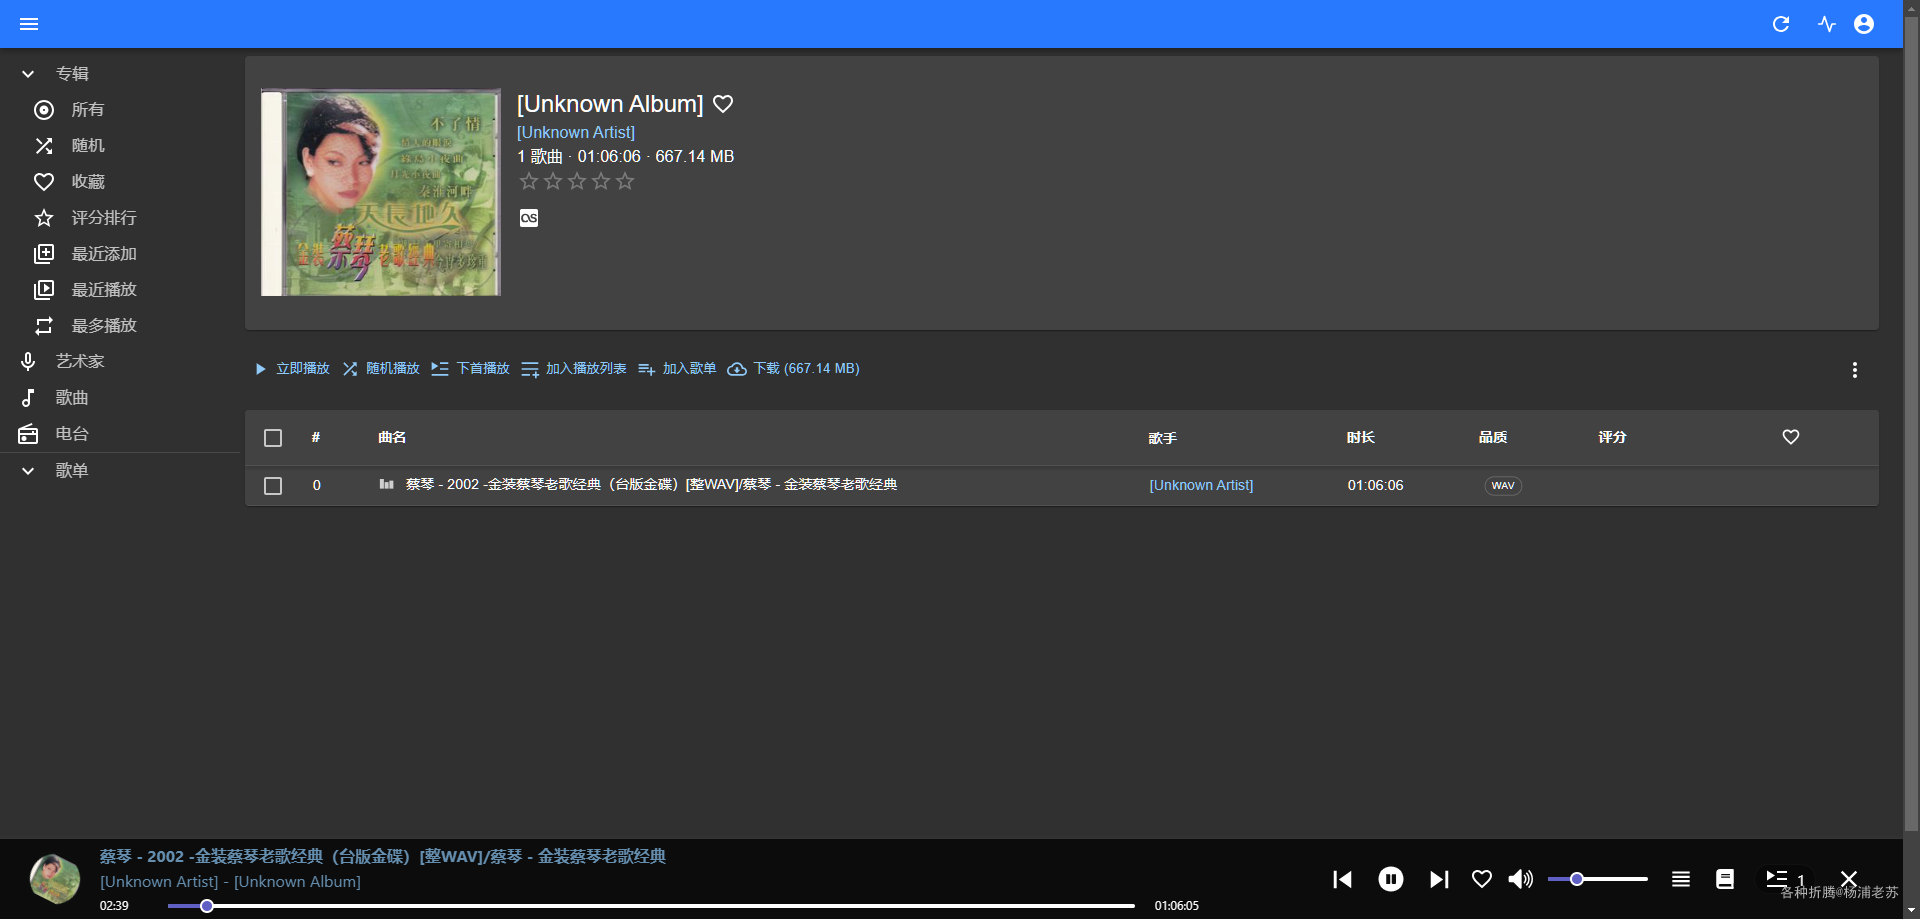 专辑
所有
随机
收藏
评分排行
最近添加
最近播放
最多播放
艺术家
歌曲
电台
歌单
不了情
秦淮河畔
天長地久
金裝蔡琴老歌經典
[Unknown Album]
[Unknown Artist]
1 歌曲 · 01:06:06 · 667.14 MB
立即播放 随机播放 下首播放 加入播放列表 加入歌单 下载 (667.14 MB)
# 曲名 歌手 时长 品质 评分
0 蔡琴 - 2002 -金装蔡琴老歌经典（台版金碟）[整WAV]/蔡琴 - 金装蔡琴老歌经典 [Unknown Artist] 01:06:06 WAV
蔡琴 - 2002 -金装蔡琴老歌经典（台版金碟）[整WAV]/蔡琴 - 金装蔡琴老歌经典
[Unknown Artist] - [Unknown Album]
02:39 01:06:05
1
各种折腾@杨浦老苏